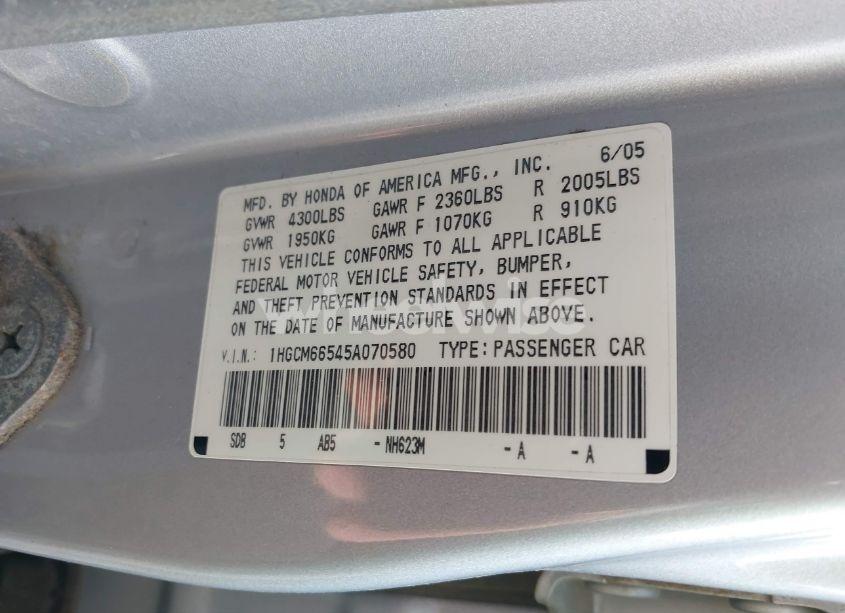 MFD. BY HONDA OF AMERICA MFG., INC. 6/05
GVWR 4300LBS GAWR F 2360LBS R 2005LBS
GVWR 1950KG GAWR F 1070KG R 910KG
THIS VEHICLE CONFORMS TO ALL APPLICABLE
FEDERAL MOTOR VEHICLE SAFETY, BUMPER,
AND THEFT PREVENTION STANDARDS IN EFFECT
ON THE DATE OF MANUFACTURE SHOWN ABOVE.
V.I.N.: 1HGCM66545A070580 TYPE: PASSENGER CAR
SDB 5 AB5 -NH623M -A -A